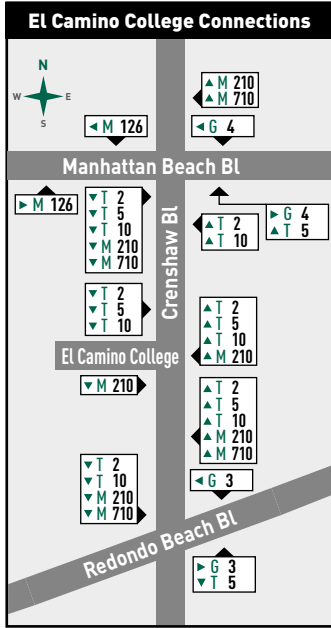 El Camino College Connections
N
W E
S
▲ M 210
▲ M 710
◄ M 126
◄ G 4
Manhattan Beach Bl
► M 126
▼ T 2
▼ T 5
▼ T 10
▼ M 210
▼ M 710
▲ T 2
▲ T 10
► G 4
▲ T 5
Crenshaw Bl
▼ T 2
▼ T 5
▼ T 10
▲ T 2
▲ T 5
▲ T 10
▲ M 210
El Camino College
▼ M 210
▲ T 2
▲ T 5
▲ T 10
▲ M 210
▲ M 710
▼ T 2
▼ T 10
▼ M 210
▼ M 710
◄ G 3
Redondo Beach Bl
► G 3
▼ T 5